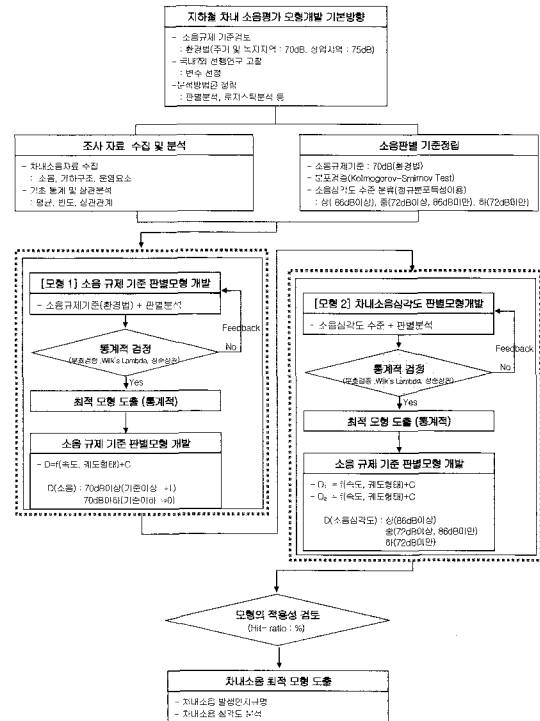 지하철 차내 소음평가 모형개발 기본방향
- 소음규제 기준검토
: 환경법(주거 및 녹지지역 : 70dB, 상업지역 : 75dB)
- 국내외 선행연구 고찰
: 변수 선정
- 분석방법론 정립
: 판별분석, 로지스틱분석 등
조사 자료 수집 및 분석
- 차내소음자료 수집
: 소음, 기하구조, 운영요소
- 기초 통계 및 상관분석
: 평균, 빈도, 상관관계
소음판별 기준정립
- 소음규제기준 : 70dB(환경법)
- 분포검증(Kolmogorov-Smirnov Test)
- 소음심각도 수준 분류(정규분포특성이용)
: 상( 86dB이상), 중(72dB이상, 86dB미만), 하(72dB미만)
[모형 1] 소음 규제 기준 판별모형 개발
- 소음규제기준(환경법) + 판별분석
Feedback
통계적 검정
(분포검증 ,Wilk's Lambda, 상관)
No
Yes
최적 모형 도출 (통계적)
소음 규제 기준 판별모형 개발
- D=f(속도, 궤도형태)+C
D(소음) : 70dB이상(기준이상 →1)
70dB이하(기준이하 →0)
[모형 2] 차내소음심각도 판별모형개발
- 소음심각도 수준 + 판별분석
Feedback
통계적 검정
(분포검증 ,Wilk's Lambda, 상관)
No
Yes
최적 모형 도출 (통계적)
소음 규제 기준 판별모형 개발
- D₁ = f(속도, 궤도형태)+C
- D₂ = f(속도, 궤도형태)+C
D(소음심각도) : 상(86dB이상)
중(72dB이상, 86dB미만)
하(72dB미만)
모형의 적용성 검토
(Hit- ratio : %)
차내소음 최적 모형 도출
- 차내소음 발생인자규명
- 차내소음 심각도 분석